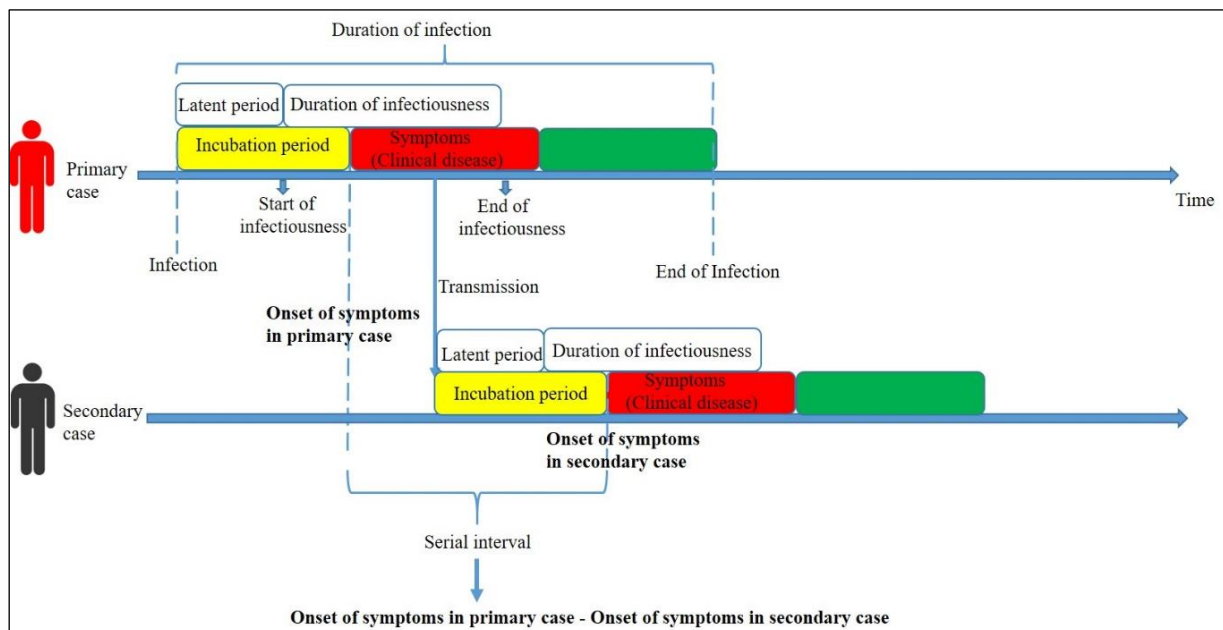 Duration of infection
Latent period
Duration of infectiousness
Incubation period
Symptoms
(Clinical disease)
Primary
case
Time
Start of
infectiousness
End of
infectiousness
Infection
End of Infection
Transmission
Onset of symptoms
in primary case
Latent period
Duration of infectiousness
Incubation period
Symptoms
(Clinical disease)
Secondary
case
Onset of symptoms
in secondary case
Serial interval
Onset of symptoms in primary case - Onset of symptoms in secondary case